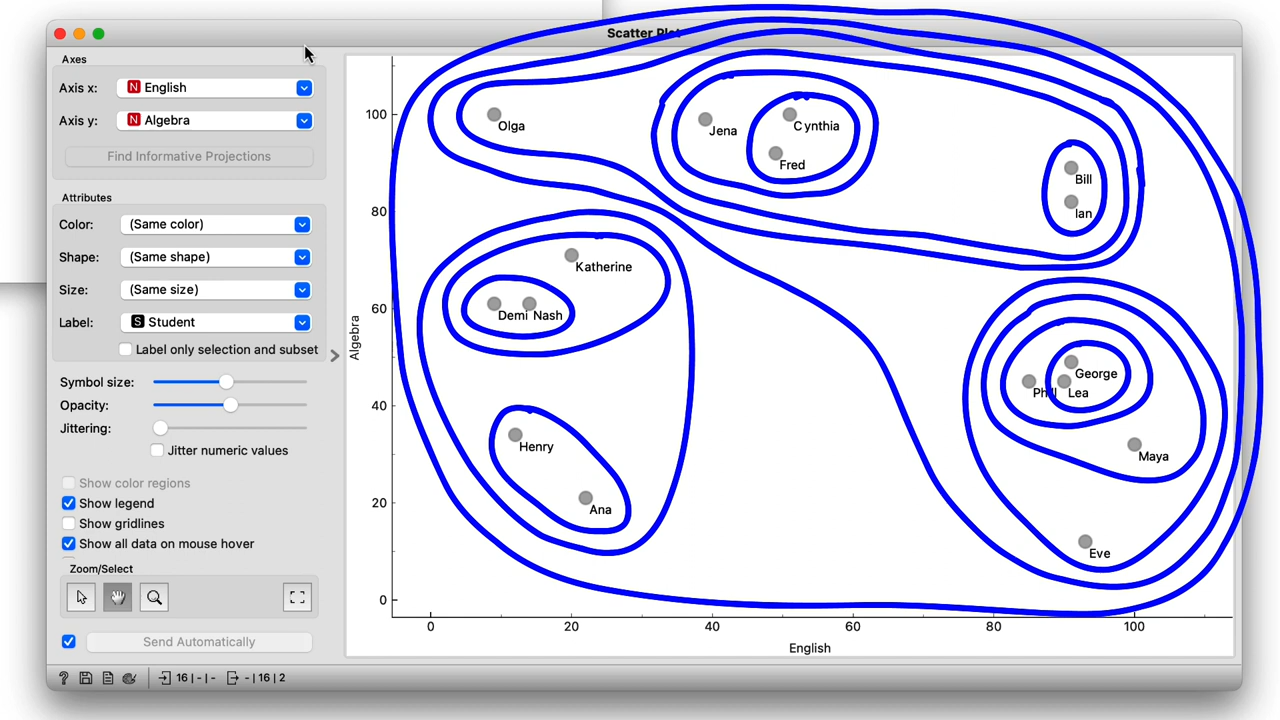 Scatter Plot
Axes
Axis x: N English
Axis y: N Algebra
Find Informative Projections
Attributes
Color: (Same color)
Shape: (Same shape)
Size: (Same size)
Label: S Student
Label only selection and subset
Symbol size:
Opacity:
Jittering:
Jitter numeric values
Show color regions
Show legend
Show gridlines
Show all data on mouse hover
Zoom/Select
Send Automatically
? 16 | - | - - | 16 | 2
Algebra
100
80
60
40
20
0
Olga
Jena
Cynthia
Fred
Bill
Ian
Katherine
Demi Nash
George
Phill Lea
Henry
Maya
Ana
Eve
0 20 40 60 80 100
English